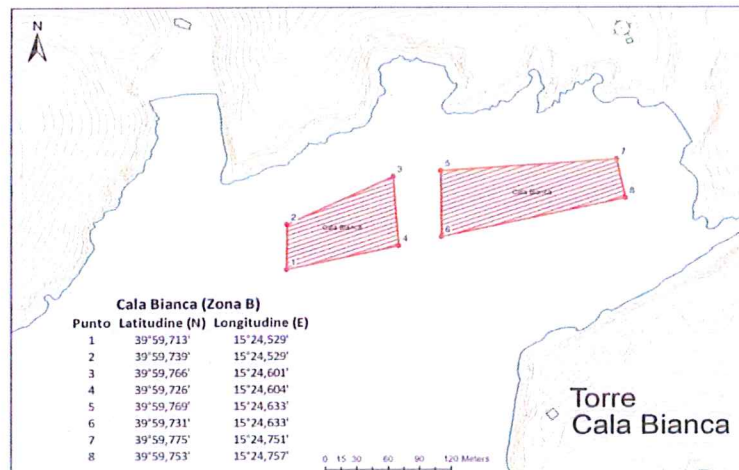 N
3
5
7
2
Cala Bianca
8
Cala Bianca
6
4
1
Cala Bianca (Zona B)
Punto Latitudine (N) Longitudine (E)
1 39°59,713' 15°24,529'
2 39°59,739' 15°24,529'
3 39°59,766' 15°24,601'
4 39°59,726' 15°24,604'
5 39°59,769' 15°24,633'
6 39°59,731' 15°24,633'
7 39°59,775' 15°24,751'
8 39°59,753' 15°24,757'
Torre
Cala Bianca
0 15 30 60 90 120 Meters